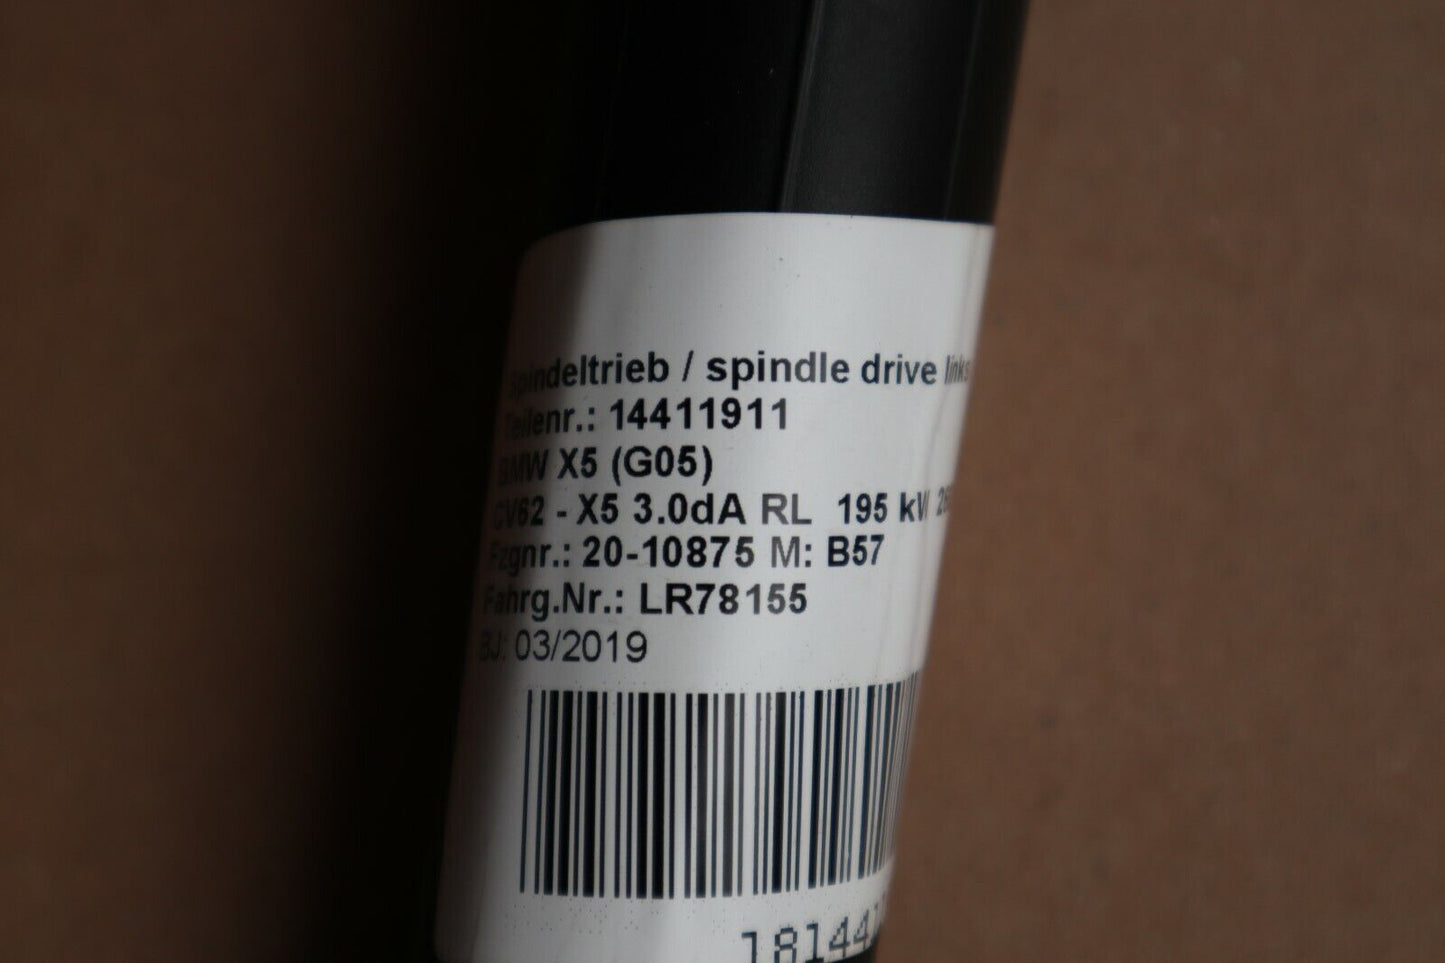 Spindeltrieb / spindle drive links
Teilenr.: 14411911
BMW X5 (G05)
CV62 - X5 3.0dA RL 195 kW
Fzgnr.: 20-10875 M: B57
Fahrg.Nr.: LR78155
BJ: 03/2019